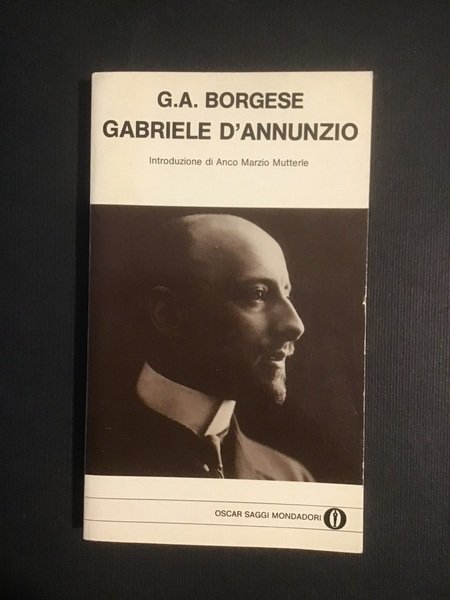 G.A. BORGESE
GABRIELE D'ANNUNZIO
Introduzione di Anco Marzio Mutterle
OSCAR SAGGI MONDADORI